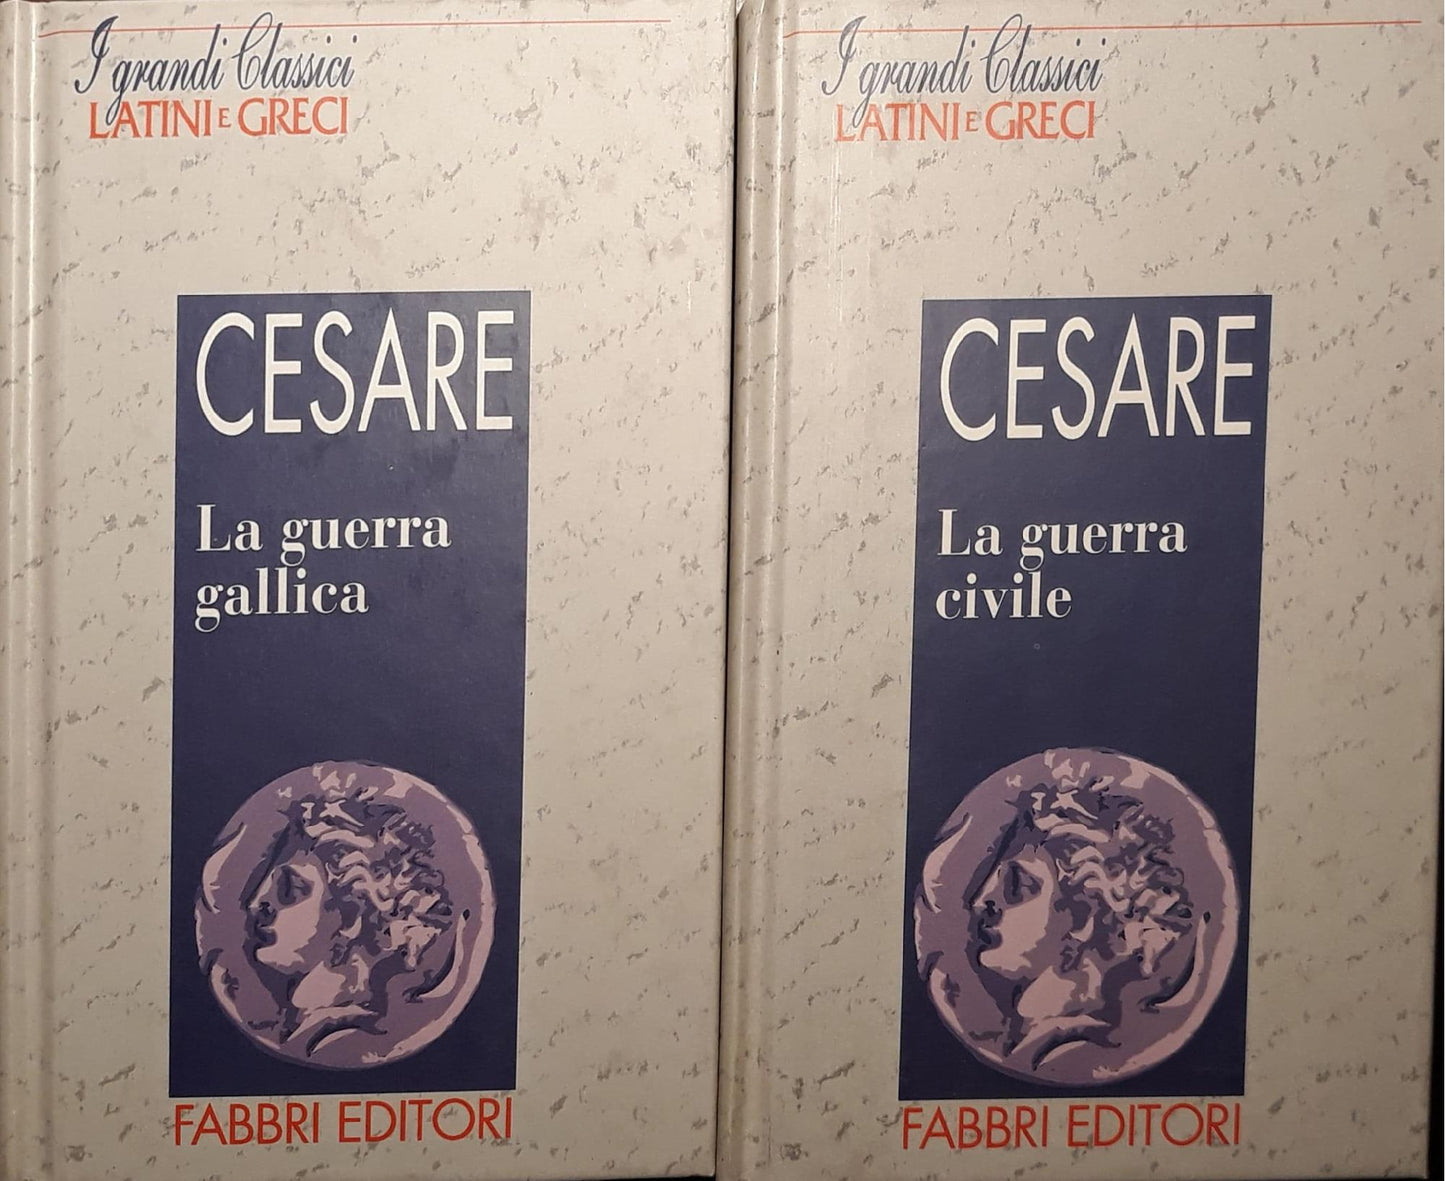 I grandi Classici
LATINI E GRECI
CESARE
La guerra
gallica
FABBRI EDITORI
I grandi Classici
LATINI E GRECI
CESARE
La guerra
civile
FABBRI EDITORI